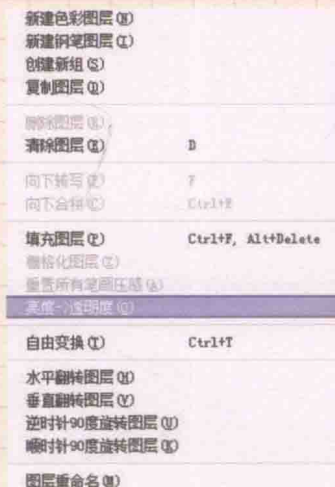 新建色彩图层(N)
新建钢笔图层(I)
创建新组(S)
复制图层(D)
删除图层
清除图层(E) D
向下转写 F
向下合拼(C) Ctrl+E
填充图层(P) Ctrl+F, Alt+Delete
栅格化图层(Z)
重置所有笔画压感(A)
亮度->透明度(O)
自由变换(T) Ctrl+T
水平翻转图层(H)
垂直翻转图层(V)
逆时针90度旋转图层(U)
顺时针90度旋转图层(K)
图层重命名(M)